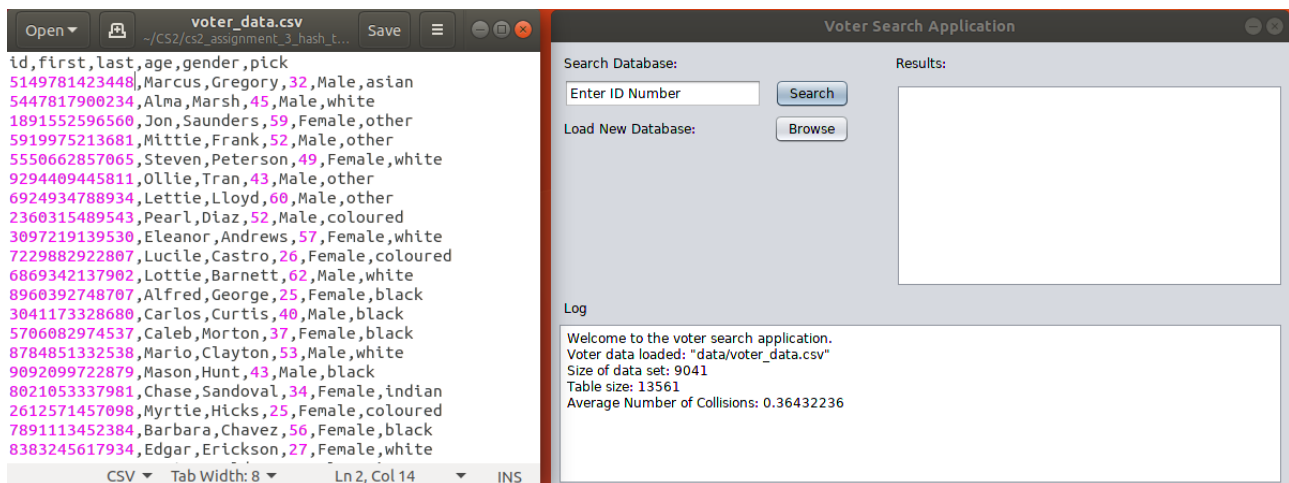 Open
voter_data.csv
~/CS2/cs2_assignment_3_hash_t...
Save
id,first,last,age,gender,pick
5149781423448,Marcus,Gregory,32,Male,asian
5447817900234,Alma,Marsh,45,Male,white
1891552596560,Jon,Saunders,59,Female,other
5919975213681,Mittie,Frank,52,Male,other
5550662857065,Steven,Peterson,49,Female,white
9294409445811,Ollie,Tran,43,Male,other
6924934788934,Lettie,Lloyd,60,Male,other
2360315489543,Pearl,Diaz,52,Male,coloured
3097219139530,Eleanor,Andrews,57,Female,white
7229882922807,Lucile,Castro,26,Female,coloured
6869342137902,Lottie,Barnett,62,Male,white
8960392748707,Alfred,George,25,Female,black
3041173328680,Carlos,Curtis,40,Male,black
5706082974537,Caleb,Morton,37,Female,black
8784851332538,Mario,Clayton,53,Male,white
9092099722879,Mason,Hunt,43,Male,black
8021053337981,Chase,Sandoval,34,Female,indian
2612571457098,Myrtie,Hicks,25,Female,coloured
7891113452384,Barbara,Chavez,56,Female,black
8383245617934,Edgar,Erickson,27,Female,white
CSV Tab Width: 8 Ln 2, Col 14 INS
Voter Search Application
Search Database:
Enter ID Number
Search
Load New Database:
Browse
Results:
Log
Welcome to the voter search application.
Voter data loaded: "data/voter_data.csv"
Size of data set: 9041
Table size: 13561
Average Number of Collisions: 0.36432236